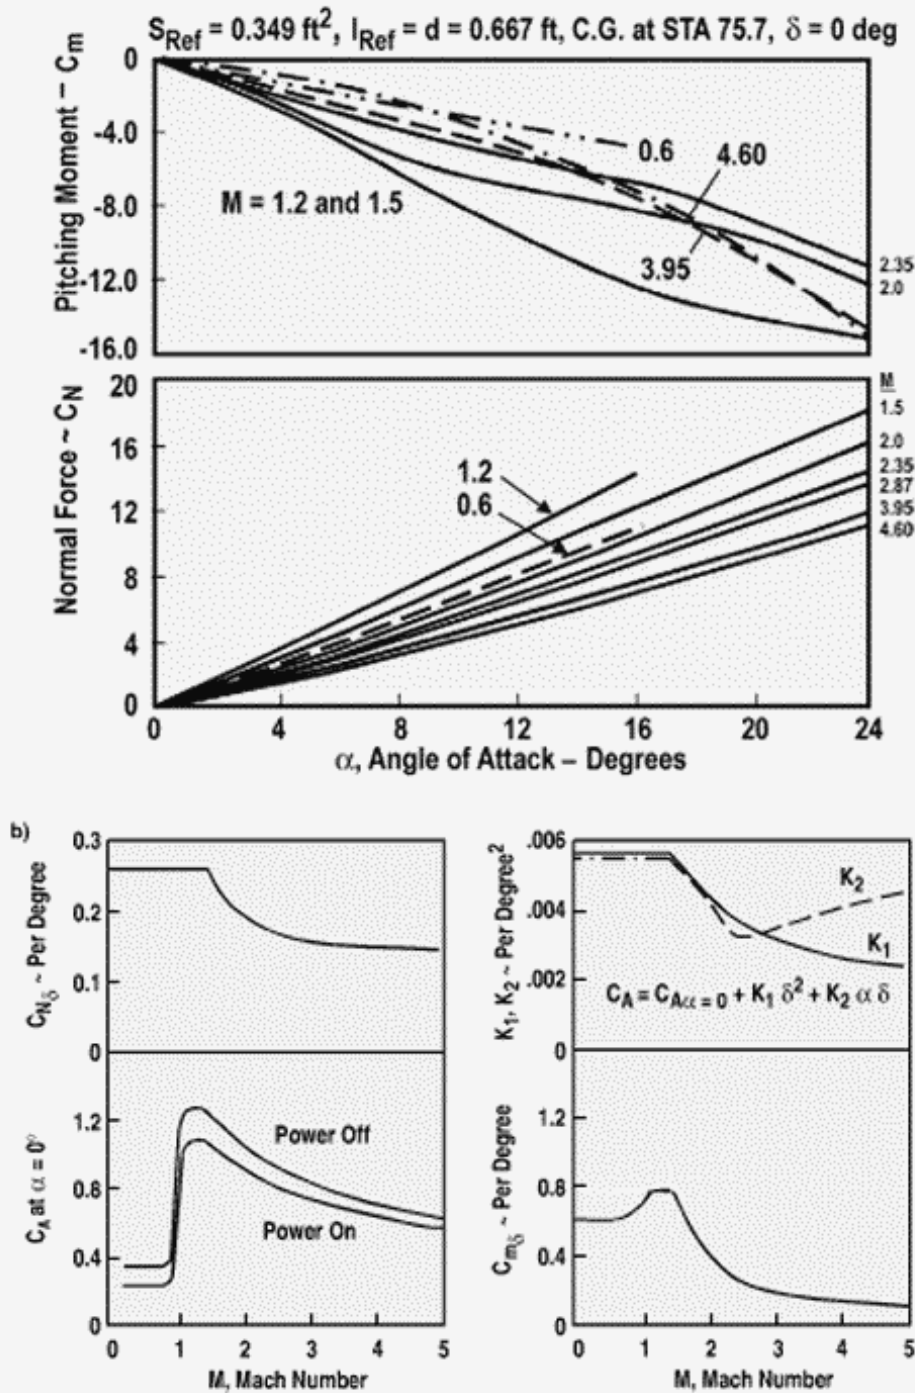 S_Ref = 0.349 ft², l_Ref = d = 0.667 ft, C.G. at STA 75.7, δ = 0 deg
Pitching Moment – C_m
0
-4.0
-8.0
-12.0
-16.0
M = 1.2 and 1.5
0.6
4.60
3.95
2.35
2.0
Normal Force ~ C_N
20
16
12
8
4
0
1.2
0.6
M
1.5
2.0
2.35
2.87
3.95
4.60
0 4 8 12 16 20 24
α, Angle of Attack – Degrees
b)
C_Nδ ~ Per Degree
0.3
0.2
0.1
0
C_A at α = 0°
1.2
0.8
0.4
0
Power Off
Power On
0 1 2 3 4 5
M, Mach Number
K₁, K₂ ~ Per Degree²
.006
.004
.002
0
K₂
K₁
C_A = C_Aα = 0 + K₁ δ² + K₂ α δ
C_mδ ~ Per Degree
1.2
0.8
0.4
0
0 1 2 3 4 5
M, Mach Number